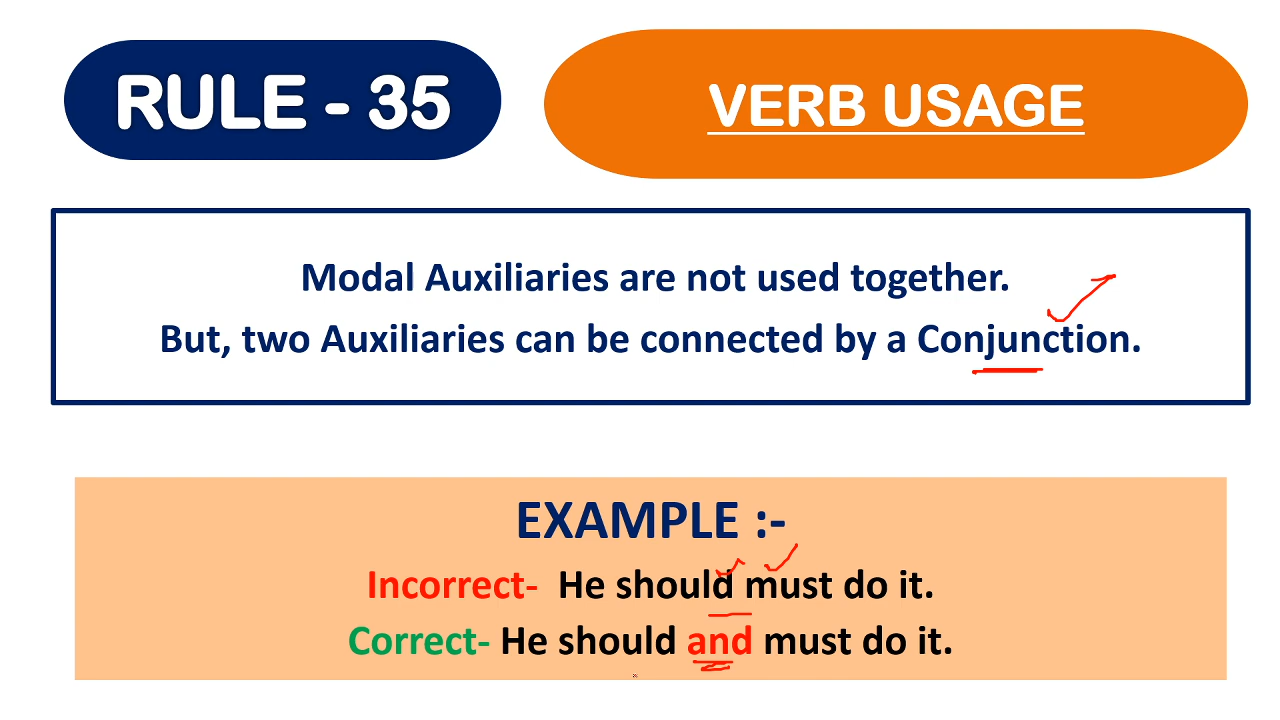 RULE - 35
VERB USAGE
Modal Auxiliaries are not used together.
But, two Auxiliaries can be connected by a Conjunction.
EXAMPLE :-
Incorrect- He should must do it.
Correct- He should and must do it.